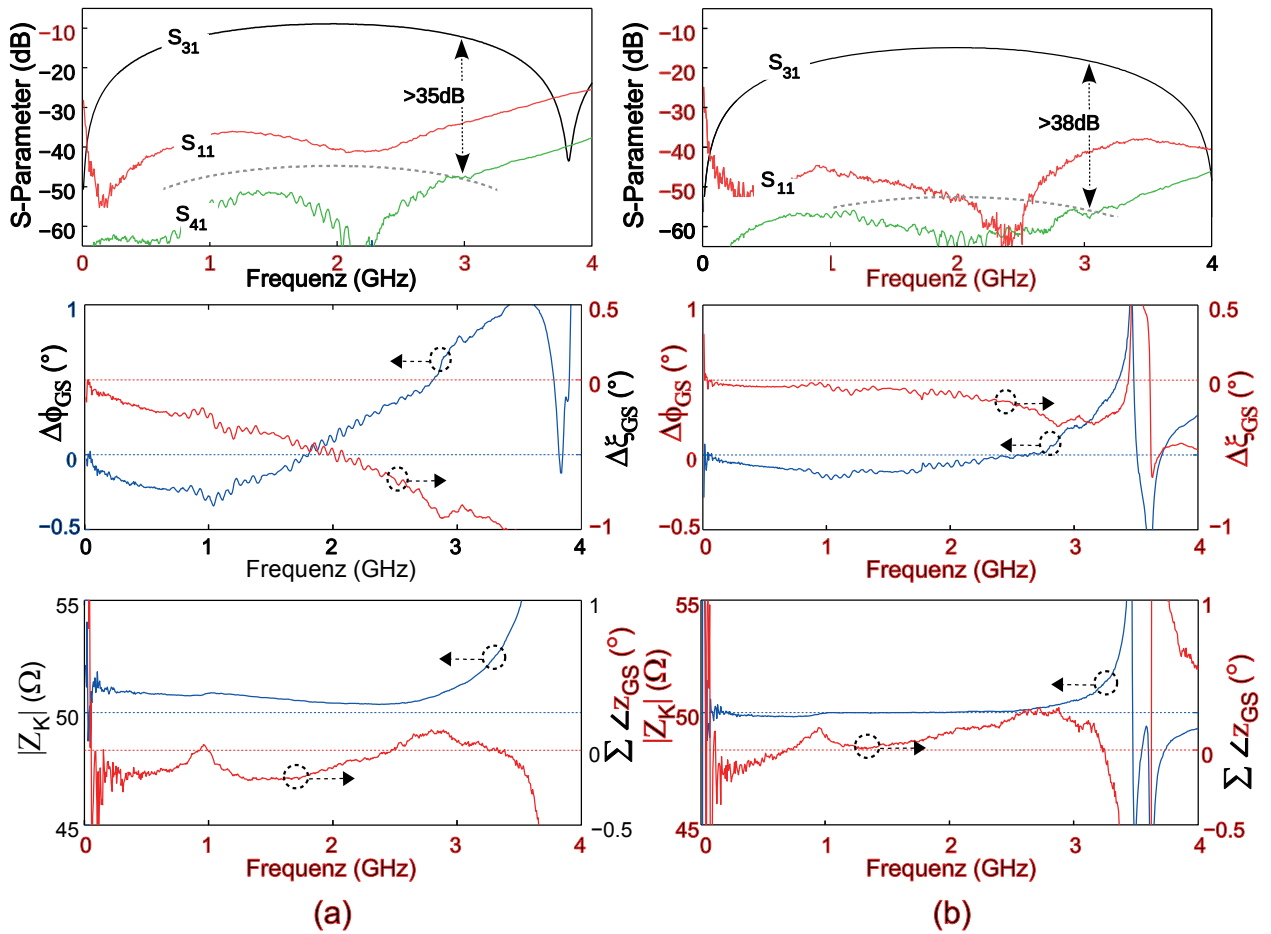 S-Parameter (dB)
−10
−20
−30
−40
−50
−60
S31
>35dB
S11
S41
0
1
2
3
4
Frequenz (GHz)
S-Parameter (dB)
−10
−20
−30
−40
−50
−60
S31
>38dB
S11
0
1
2
3
4
Frequenz (GHz)
ΔϕGS (°)
1
0
−0.5
0.5
0
−1
ΔξGS (°)
0
1
2
3
4
Frequenz (GHz)
ΔϕGS (°)
1
0
−0.5
0.5
0
−1
ΔξGS (°)
0
1
2
3
4
Frequenz (GHz)
|ZK| (Ω)
55
50
45
1
0
−0.5
Σ ∠zGS (°)
0
1
2
3
4
Frequenz (GHz)
|ZK| (Ω)
55
50
45
1
0
−0.5
Σ ∠zGS (°)
0
1
2
3
4
Frequenz (GHz)
(a)
(b)